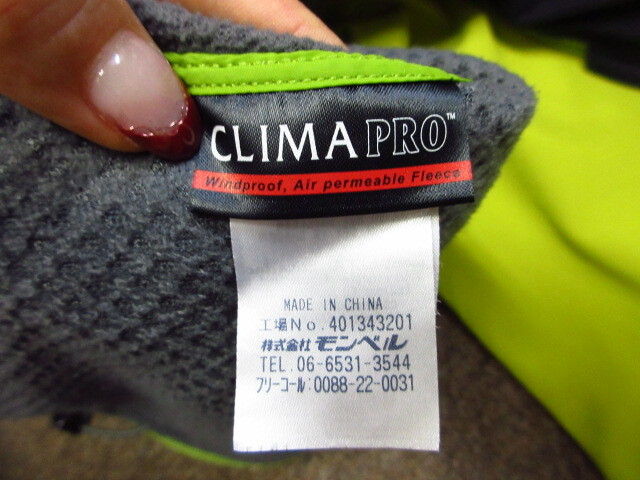 CLIMAPRO™
Windproof, Air permeable Fleece
MADE IN CHINA
工場No.401343201
株式会社 モンベル
TEL.06-6531-3544
フリーコール:0088-22-0031